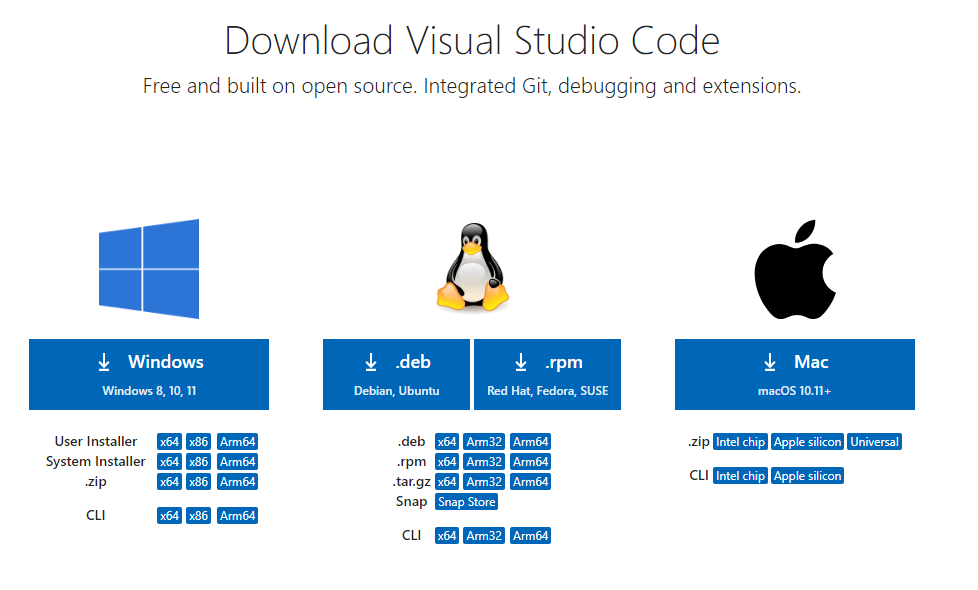 Download Visual Studio Code
Free and built on open source. Integrated Git, debugging and extensions.
Windows
Windows 8, 10, 11
User Installer x64 x86 Arm64
System Installer x64 x86 Arm64
.zip x64 x86 Arm64
CLI x64 x86 Arm64
.deb
Debian, Ubuntu
.rpm
Red Hat, Fedora, SUSE
.deb x64 Arm32 Arm64
.rpm x64 Arm32 Arm64
.tar.gz x64 Arm32 Arm64
Snap Snap Store
CLI x64 Arm32 Arm64
Mac
macOS 10.11+
.zip Intel chip Apple silicon Universal
CLI Intel chip Apple silicon